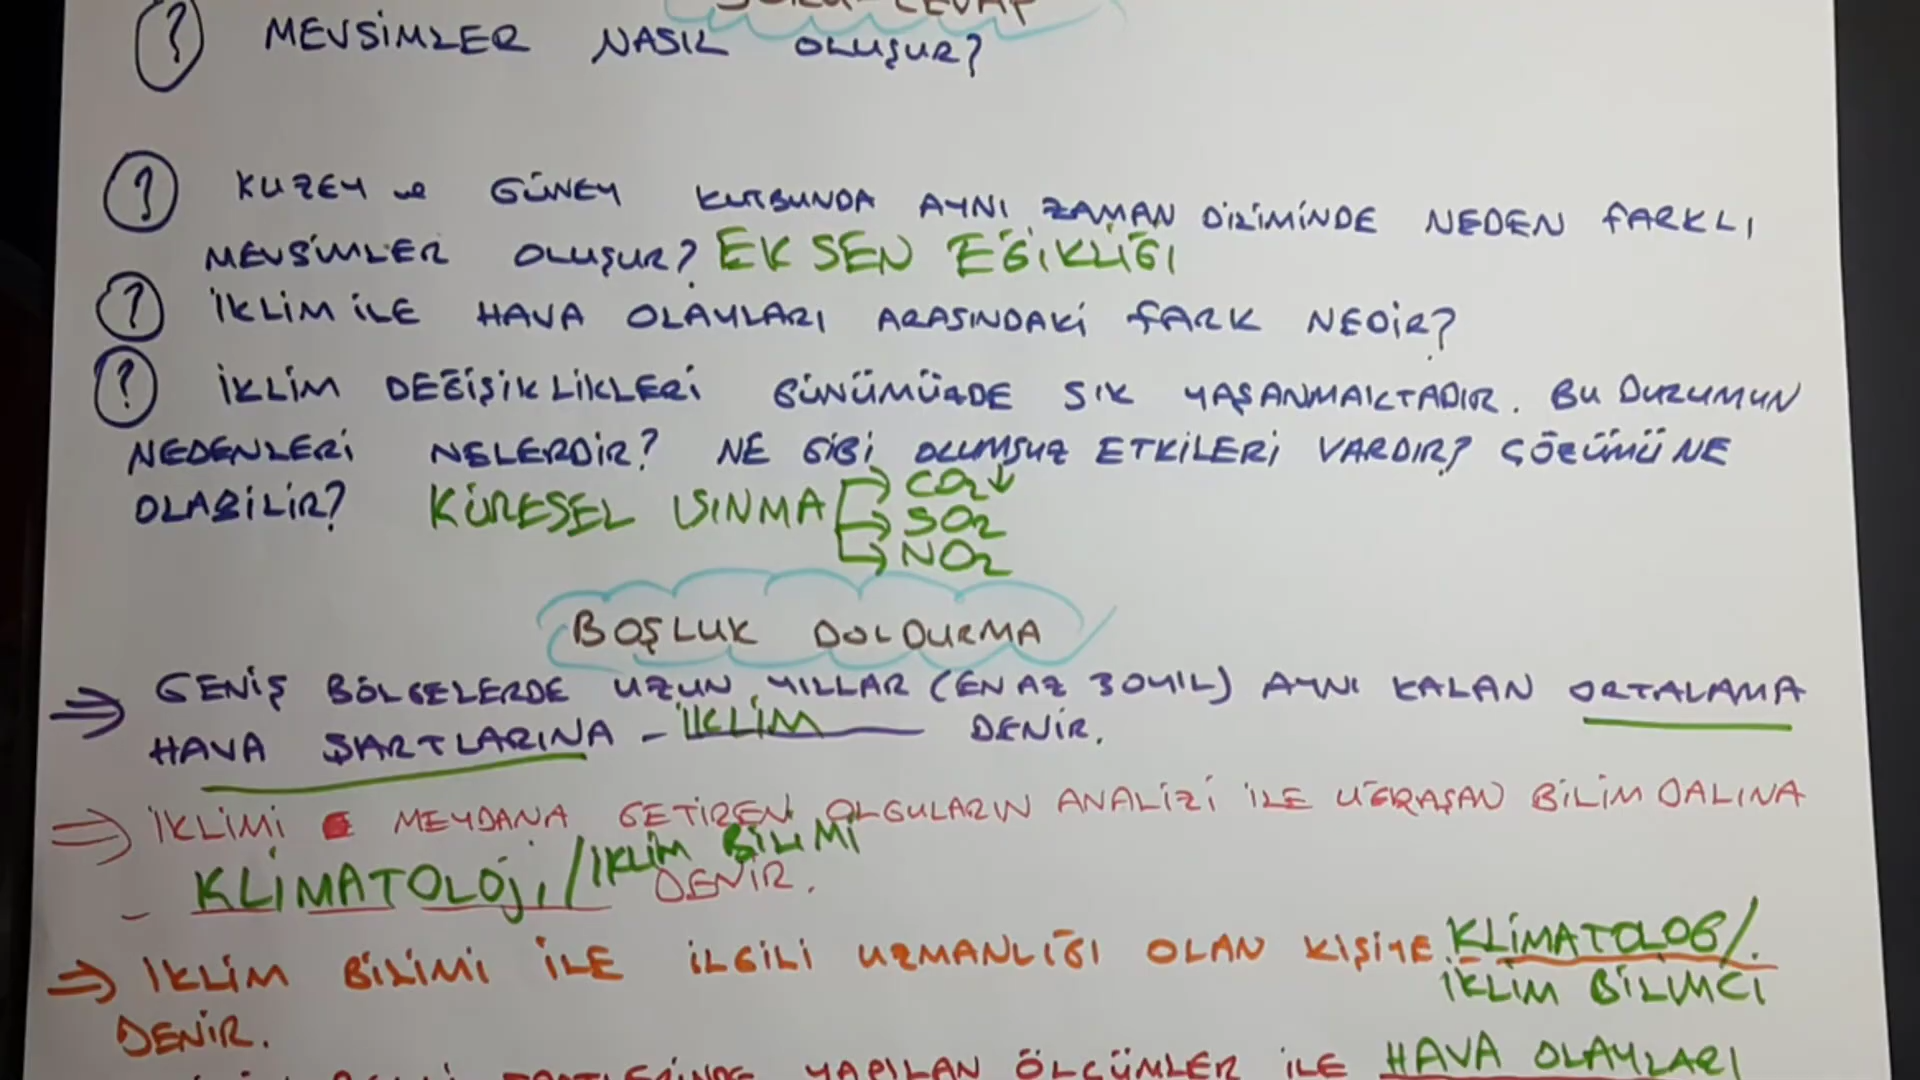 SORU-CEVAP
? MEVSİMLER NASIL OLUŞUR?
? KUZEY ve GÜNEY KUTBUNDA AYNI ZAMAN DİLİMİNDE NEDEN FARKLI
MEVSİMLER OLUŞUR? EKSEN EĞİKLİĞİ
? İKLİM İLE HAVA OLAYLARI ARASINDAKİ FARK NEDİR?
? İKLİM DEĞİŞİKLİKLERİ GÜNÜMÜZDE SIK YAŞANMAKTADIR. BU DURUMUN
NEDENLERİ NELERDİR? NE GİBİ OLUMSUZ ETKİLERİ VARDIR? ÇÖZÜMÜ NE
OLABİLİR? KÜRESEL ISINMA → CO2↓
→ SO2
→ NO2
BOŞLUK DOLDURMA
⇒ GENİŞ BÖLGELERDE UZUN YILLAR (EN AZ 30 YIL) AYNI KALAN ORTALAMA
HAVA ŞARTLARINA - İKLİM DENİR.
⇒ İKLİMİ MEYDANA GETİREN OLGULARIN ANALİZİ İLE UĞRAŞAN BİLİM DALINA
- KLİMATOLOJİ / İKLİM BİLİMİ DENİR.
⇒ İKLİM BİLİMİ İLE İLGİLİ UZMANLIĞI OLAN KİŞİYE KLİMATOLOG/.
İKLİM BİLİMCİ
DENİR.
YAPILAN ÖLÇÜMLER İLE HAVA OLAYLARI